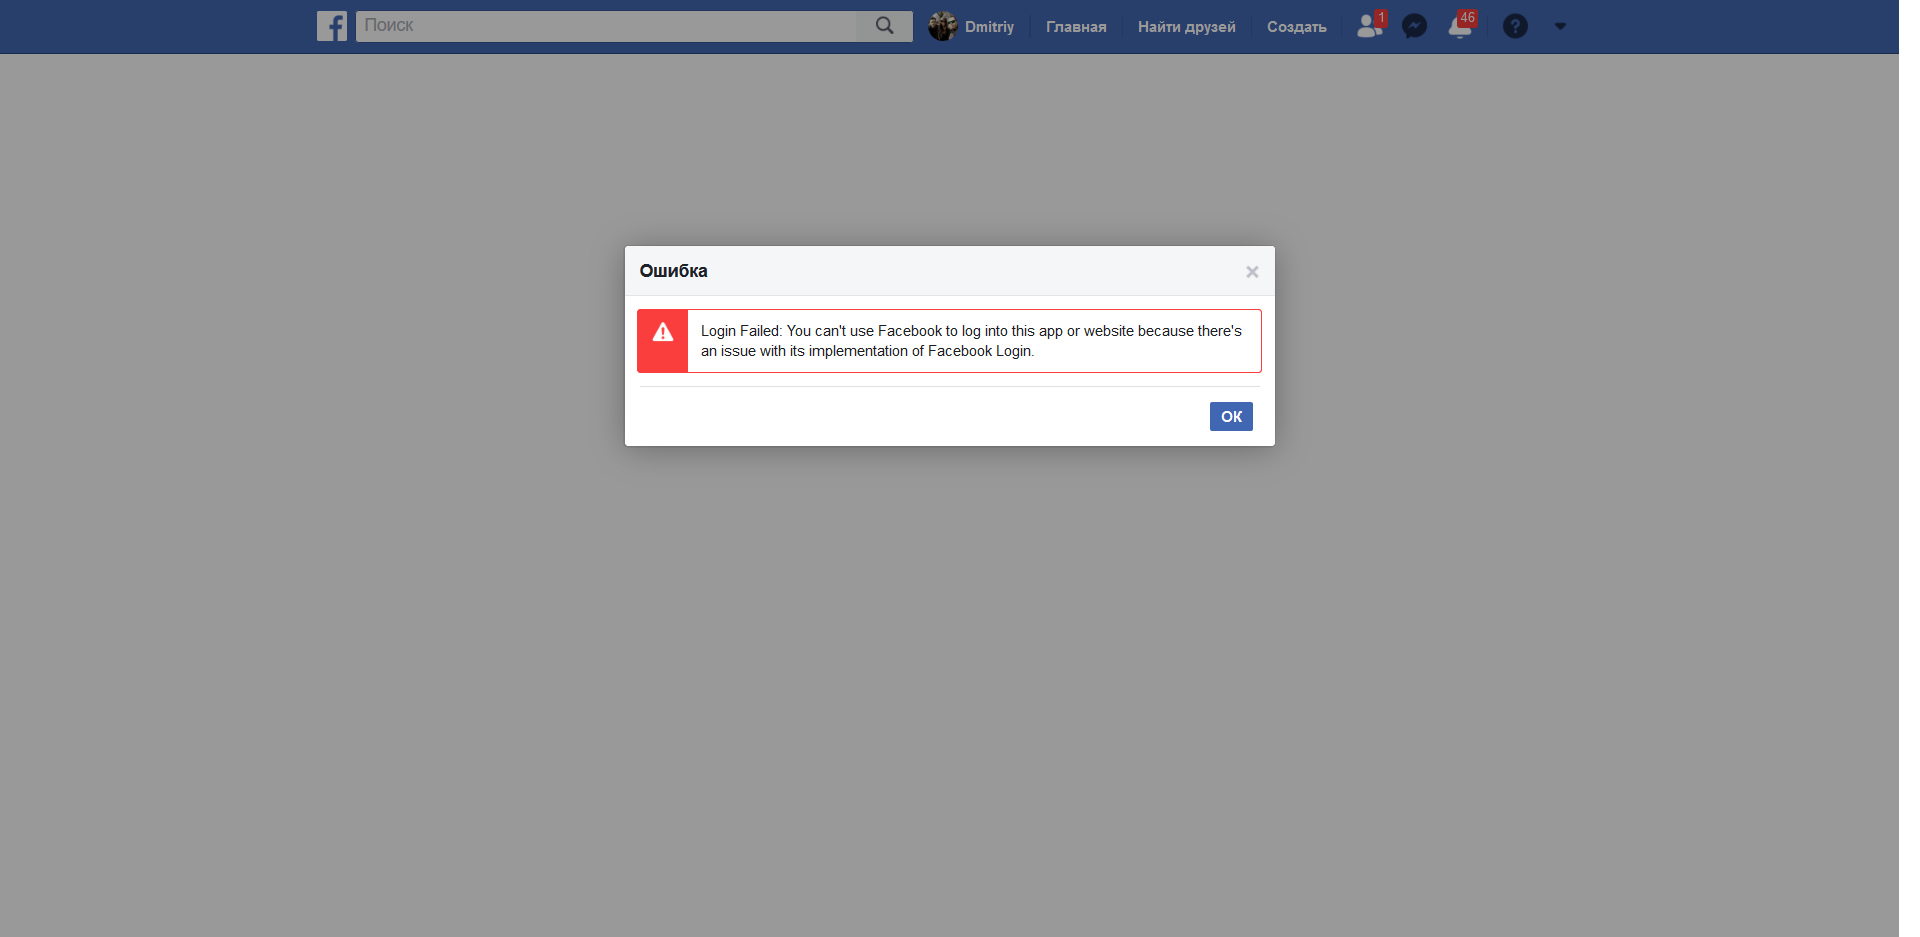 Поиск
Dmitriy
Главная
Найти друзей
Создать
1
46
Ошибка
Login Failed: You can't use Facebook to log into this app or website because there's
an issue with its implementation of Facebook Login.
ОК